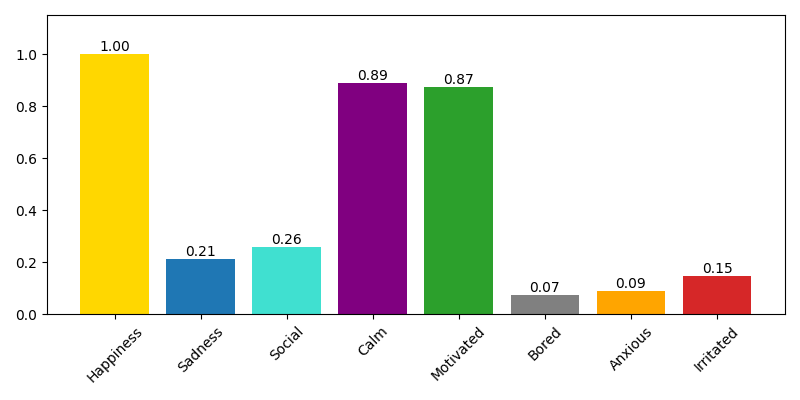 1.00
0.89
0.87
0.26
0.21
0.15
0.09
0.07
1.0
0.8
0.6
0.4
0.2
0.0
Happiness
Sadness
Social
Calm
Motivated
Bored
Anxious
Irritated